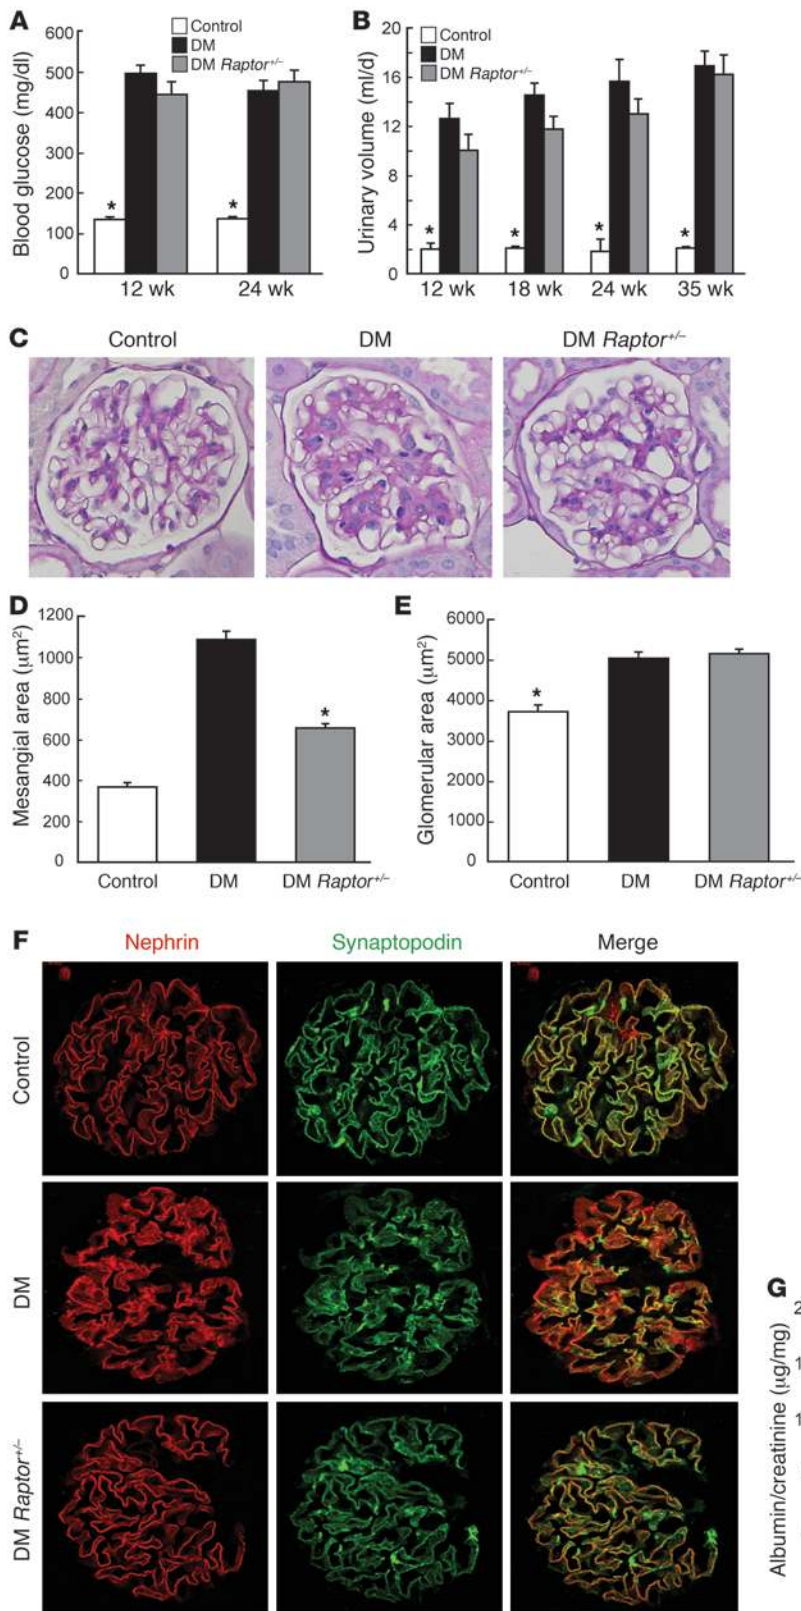 A
Blood glucose (mg/dl)
600
500
400
300
200
100
0
Control
DM
DM Raptor+/–
*
*
12 wk
24 wk
B
Urinary volume (ml/d)
20
16
12
8
4
2
0
Control
DM
DM Raptor+/–
*
*
*
*
12 wk
18 wk
24 wk
35 wk
C
Control
DM
DM Raptor+/–
D
Mesangial area (μm²)
1200
1000
800
600
400
200
0
*
Control
DM
DM Raptor+/–
E
Glomerular area (μm²)
6000
5000
4000
3000
2000
1000
0
*
Control
DM
DM Raptor+/–
F
Nephrin
Synaptopodin
Merge
Control
DM
DM Raptor+/–
G
Albumin/creatinine (μg/mg)
2
1
1